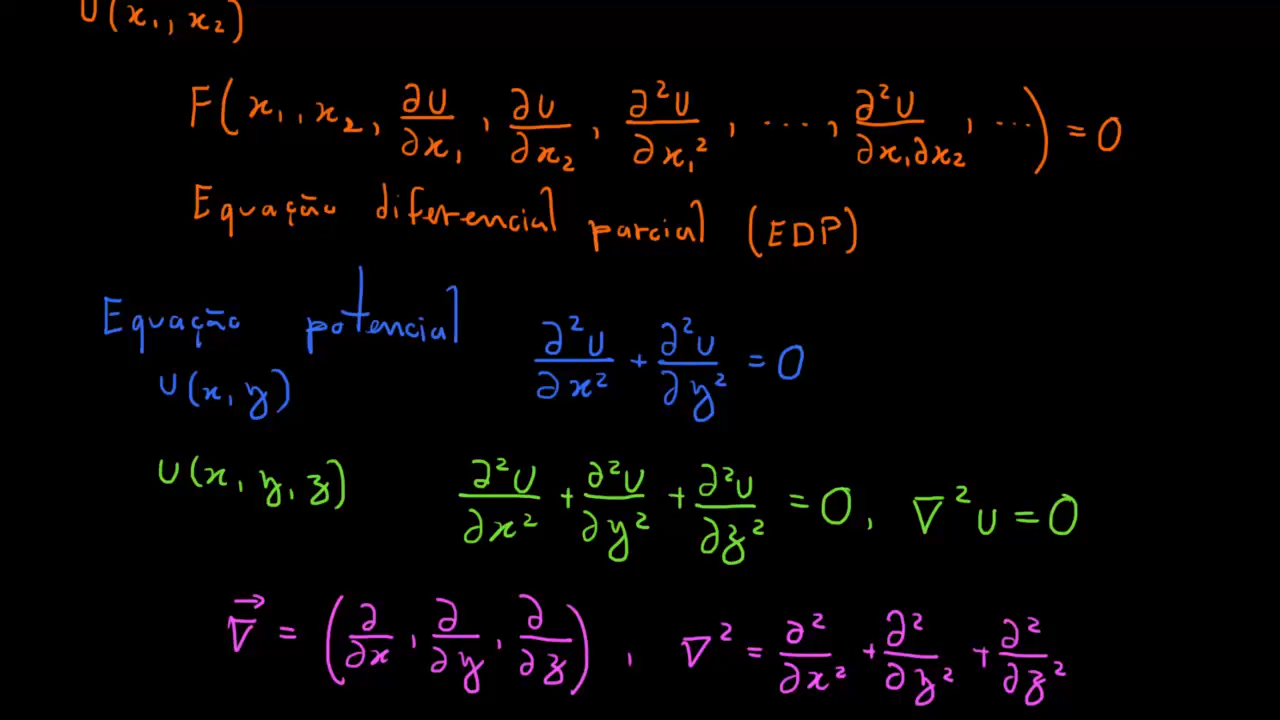 U(x₁, x₂)
F(x₁, x₂, ∂U/∂x₁, ∂U/∂x₂, ∂²U/∂x₁², ..., ∂²U/∂x₁∂x₂, ...) = 0
Equação diferencial parcial (EDP)
Equação potencial ∂²U/∂x² + ∂²U/∂y² = 0
U(x, y)
U(x, y, z) ∂²U/∂x² + ∂²U/∂y² + ∂²U/∂z² = 0, ∇²U = 0
∇⃗ = (∂/∂x, ∂/∂y, ∂/∂z), ∇² = ∂²/∂x² + ∂²/∂y² + ∂²/∂z²